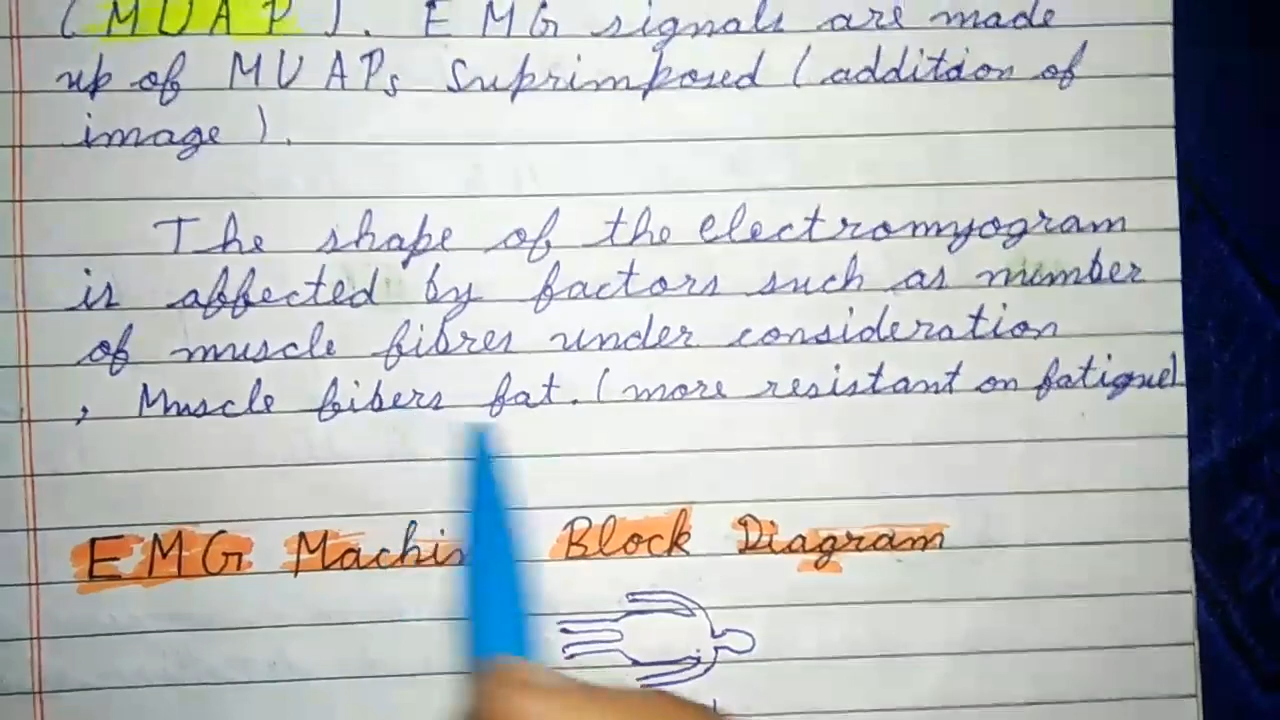 (MUAP). EMG signals are made
up of MUAPs Suprimposed (addition of
image).
The shape of the electromyogram
is affected by factors such as number
of muscle fibres under consideration
, Muscle fibers fat. (more resistant on fatigue)
EMG Machin Block Diagram